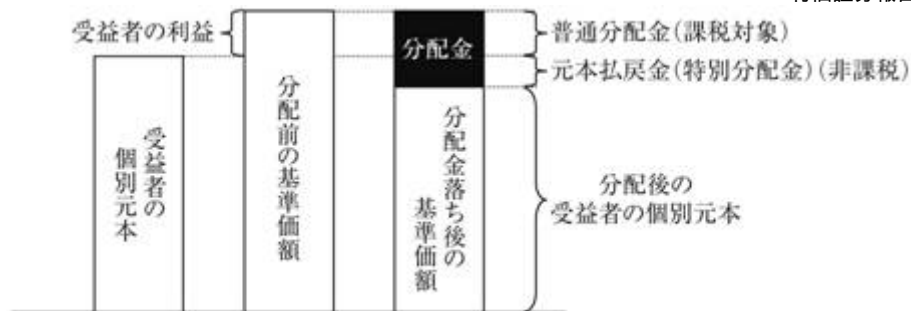 受益者の利益
分配金
普通分配金(課税対象)
元本払戻金(特別分配金)(非課税)
受益者の
個別元本
分配前の基準価額
分配金落ち後の
基準価額
分配後の
受益者の個別元本